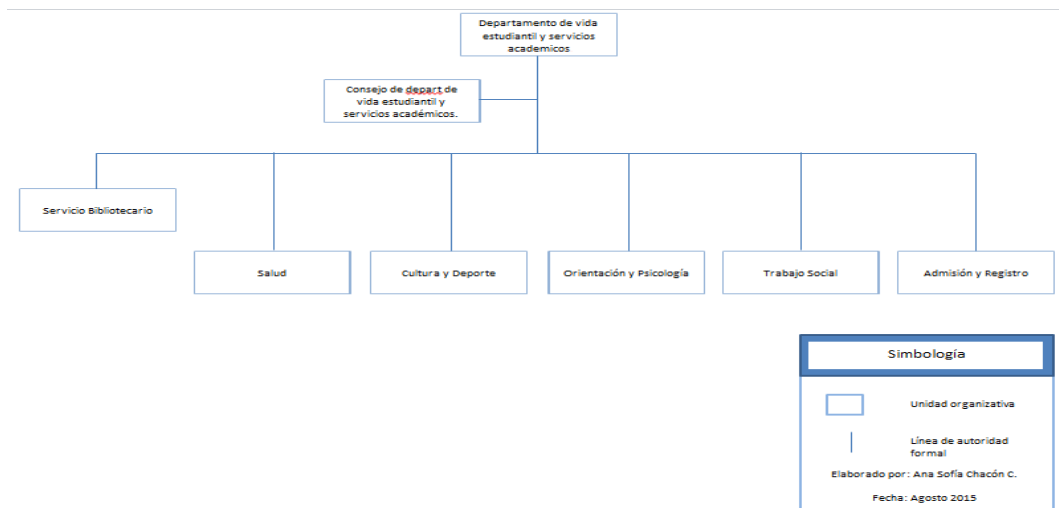 Departamento de vida
estudiantil y servicios
academicos
Consejo de depart de
vida estudiantil y
servicios académicos.
Servicio Bibliotecario
Salud
Cultura y Deporte
Orientación y Psicología
Trabajo Social
Admisión y Registro
Simbología
Unidad organizativa
Línea de autoridad
formal
Elaborado por: Ana Sofía Chacón C.
Fecha: Agosto 2015